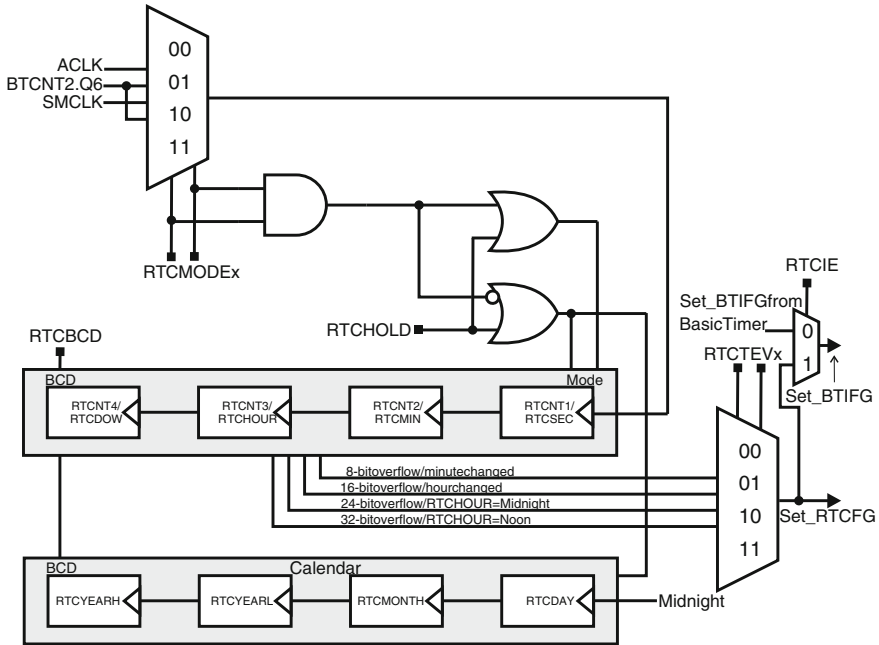 00
ACLK
01
BTCNT2.Q6
SMCLK
10
11
RTCMODEx
RTCIE
Set_BTIFGfrom
BasicTimer
0
RTCHOLD
RTCBCD
RTCTEVx
1
Set_BTIFG
BCD
Mode
RTCNT4/
RTCDOW
RTCNT3/
RTCHOUR
RTCNT2/
RTCMIN
RTCNT1/
RTCSEC
00
8-bitoverflow/minutechanged
01
16-bitoverflow/hourchanged
24-bitoverflow/RTCHOUR=Midnight
10
Set_RTCFG
32-bitoverflow/RTCHOUR=Noon
11
BCD
Calendar
RTCYEARH
RTCYEARL
RTCMONTH
RTCDAY
Midnight